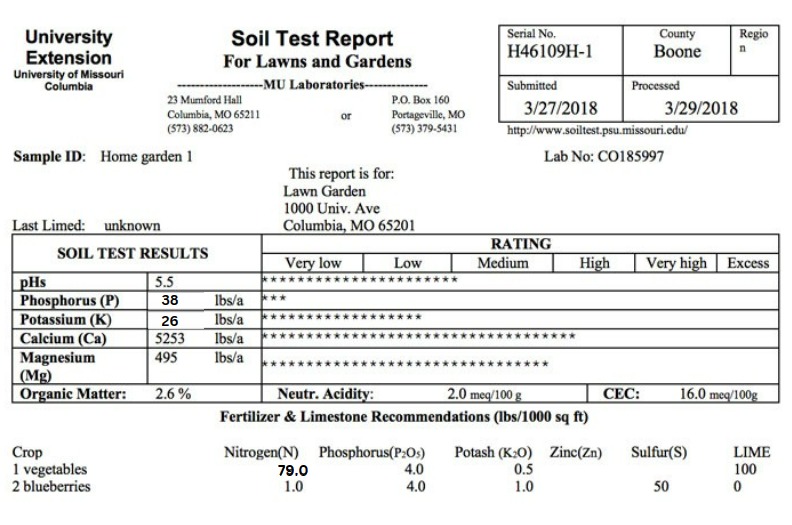 University
Extension
University of Missouri
Columbia
Soil Test Report
For Lawns and Gardens
-------------------MU Laboratories--------------
23 Mumford Hall
Columbia, MO 65211
(573) 882-0623
or
P.O. Box 160
Portageville, MO
(573) 379-5431
Serial No. County Regio
H46109H-1 Boone n
Submitted Processed
3/27/2018 3/29/2018
http://www.soiltest.psu.missouri.edu/
Sample ID: Home garden 1 Lab No: CO185997
This report is for:
Lawn Garden
1000 Univ. Ave
Last Limed: unknown Columbia, MO 65201
SOIL TEST RESULTS RATING
Very low Low Medium High Very high Excess
pHs 5.5 ***************************
Phosphorus (P) 38 lbs/a ***
Potassium (K) 26 lbs/a **********************
Calcium (Ca) 5253 lbs/a *******************************************
Magnesium 495 lbs/a ***************************************
(Mg)
Organic Matter: 2.6 % Neutr. Acidity: 2.0 meq/100 g CEC: 16.0 meq/100g
Fertilizer & Limestone Recommendations (lbs/1000 sq ft)
Crop Nitrogen(N) Phosphorus(P₂O₅) Potash (K₂O) Zinc(Zn) Sulfur(S) LIME
1 vegetables 79.0 4.0 0.5 100
2 blueberries 1.0 4.0 1.0 50 0